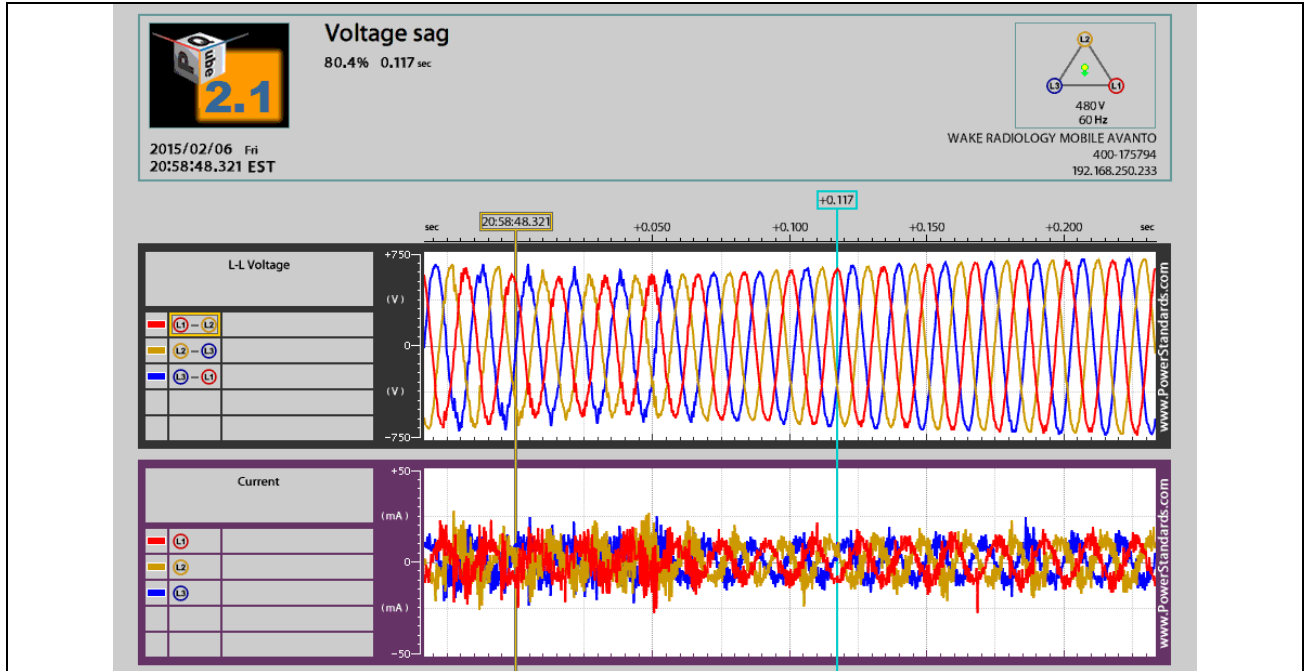 P Qube
2.1
Voltage sag
80.4% 0.117 sec
2015/02/06 Fri
20:58:48.321 EST
L2
L3 L1
480 V
60 Hz
WAKE RADIOLOGY MOBILE AVANTO
400-175794
192.168.250.233
+0.117
sec 20:58:48.321 +0.050 +0.100 +0.150 +0.200 sec
L-L Voltage
L1 – L2
L2 – L3
L3 – L1
+750
(V)
0
(V)
-750
www.PowerStandards.com
Current
L1
L2
L3
+50
(mA)
0
(mA)
-50
www.PowerStandards.com